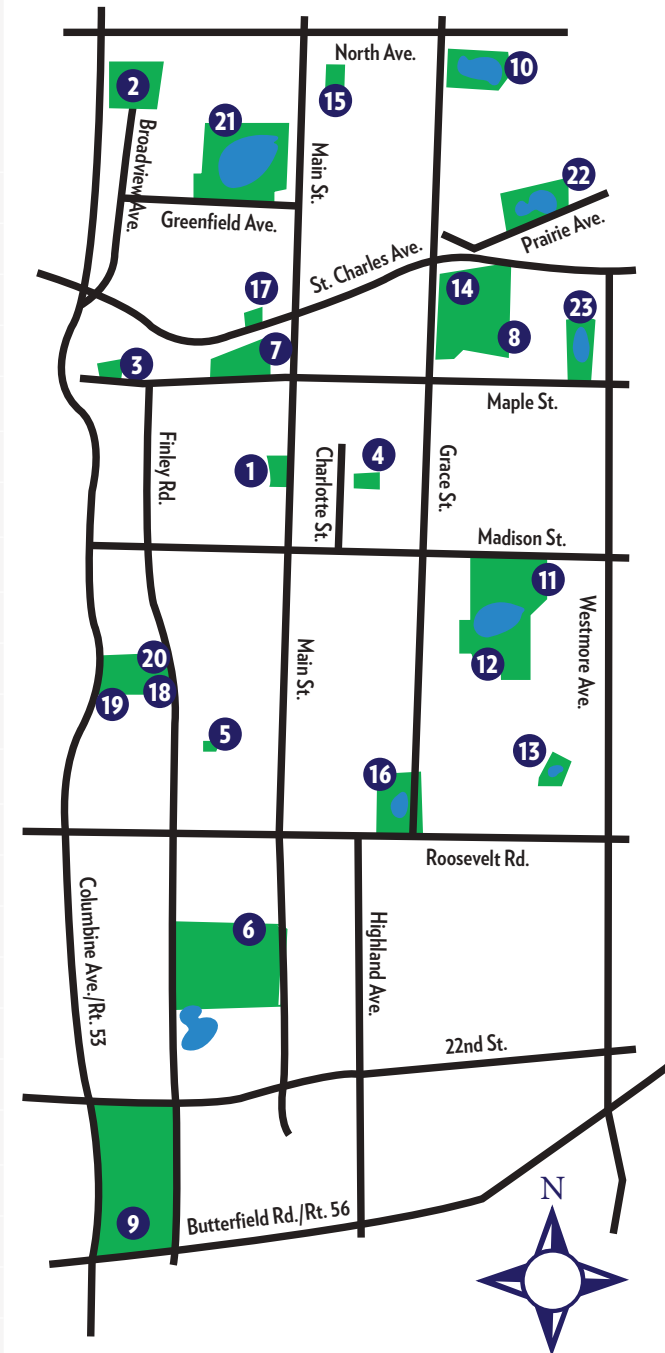 North Ave.
2
10
15
21
Broadview Ave.
Main St.
22
Greenfield Ave.
Prairie Ave.
St. Charles Ave.
17
14
23
8
7
3
Maple St.
Finley Rd.
1
Charlotte St.
4
Grace St.
Madison St.
11
Westmore Ave.
12
Main St.
20
18
19
5
13
16
Roosevelt Rd.
Columbine Ave./Rt. 53
6
Highland Ave.
22nd St.
N
9
Butterfield Rd./Rt. 56